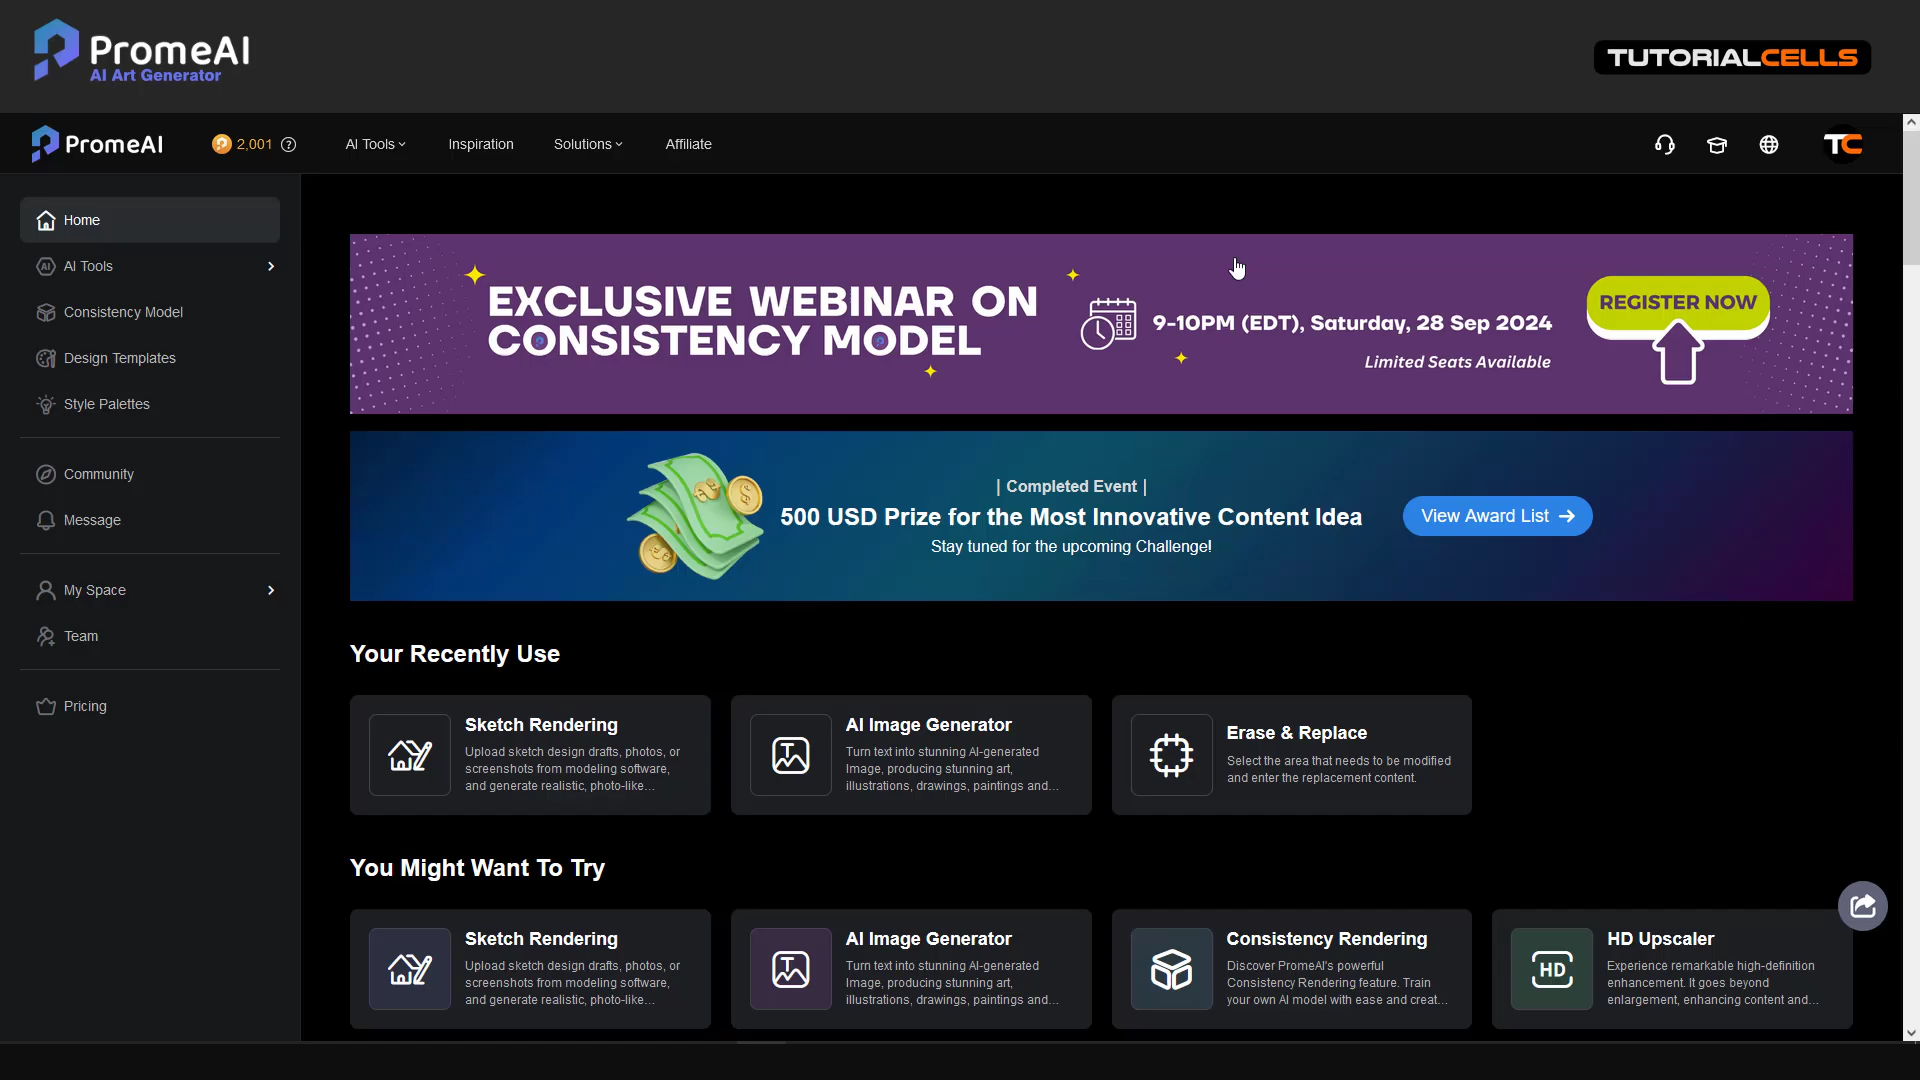 PromeAI
AI Art Generator
TUTORIALCELLS
PromeAI
2,001
?
AI Tools
Inspiration
Solutions
Affiliate
TC
Home
AI Tools
Consistency Model
Design Templates
Style Palettes
Community
Message
My Space
Team
Pricing
EXCLUSIVE WEBINAR ON
CONSISTENCY MODEL
9-10PM (EDT), Saturday, 28 Sep 2024
Limited Seats Available
REGISTER NOW
| Completed Event |
500 USD Prize for the Most Innovative Content Idea
Stay tuned for the upcoming Challenge!
View Award List
Your Recently Use
Sketch Rendering
Upload sketch design drafts, photos, or
screenshots from modeling software,
and generate realistic, photo-like...
AI Image Generator
Turn text into stunning AI-generated
Image, producing stunning art,
illustrations, drawings, paintings and...
Erase & Replace
Select the area that needs to be modified
and enter the replacement content.
You Might Want To Try
Sketch Rendering
Upload sketch design drafts, photos, or
screenshots from modeling software,
and generate realistic, photo-like...
AI Image Generator
Turn text into stunning AI-generated
Image, producing stunning art,
illustrations, drawings, paintings and...
Consistency Rendering
Discover PromeAI's powerful
Consistency Rendering feature. Train
your own AI model with ease and creat...
HD
HD Upscaler
Experience remarkable high-definition
enhancement. It goes beyond
enlargement, enhancing content and...